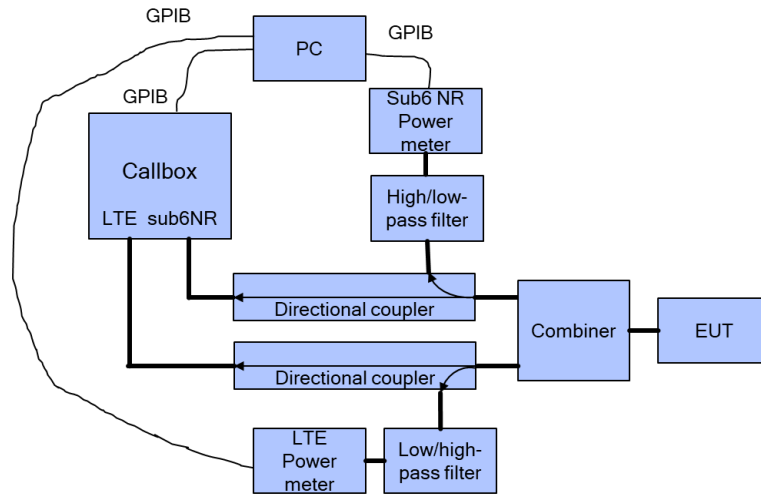 GPIB
PC
GPIB
GPIB
Sub6 NR
Power
meter
Callbox
LTE sub6NR
High/low-
pass filter
Directional coupler
Combiner
EUT
Directional coupler
LTE
Power
meter
Low/high-
pass filter